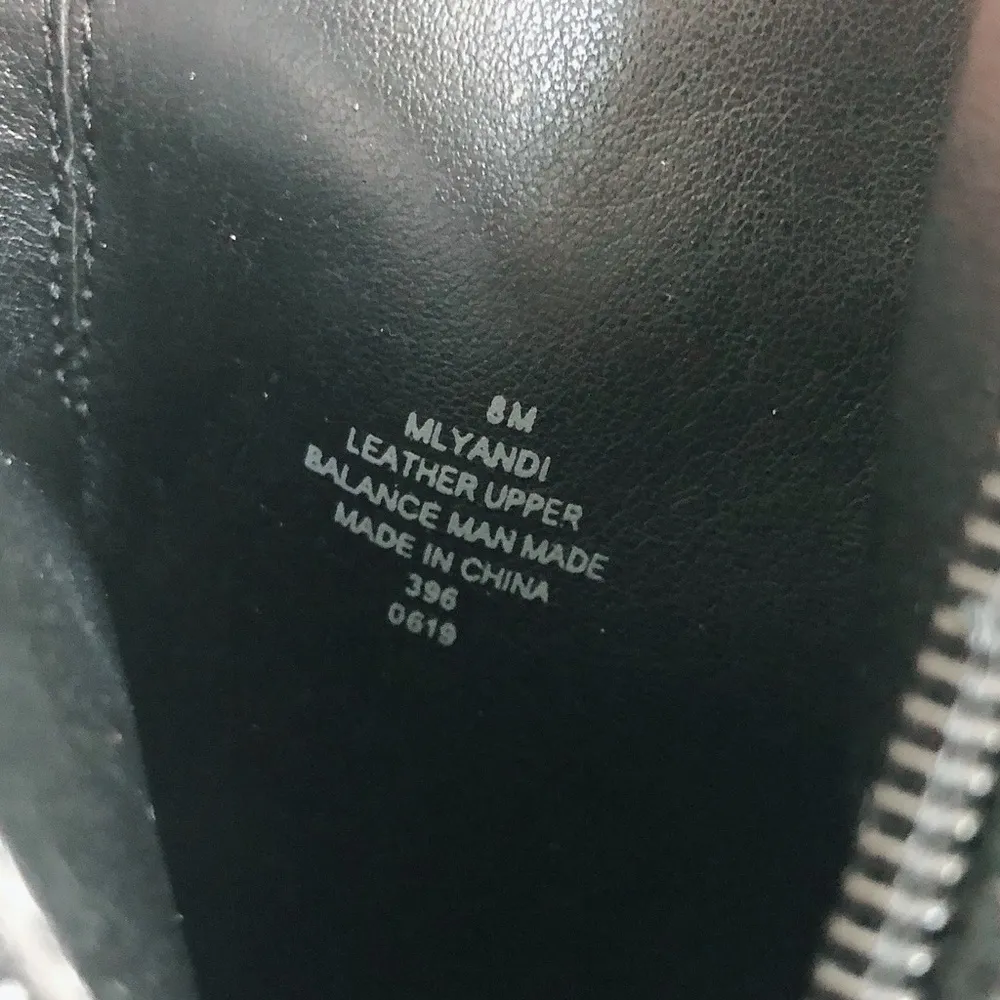 8M
MLYANDI
LEATHER UPPER
BALANCE MAN MADE
MADE IN CHINA
396
0619